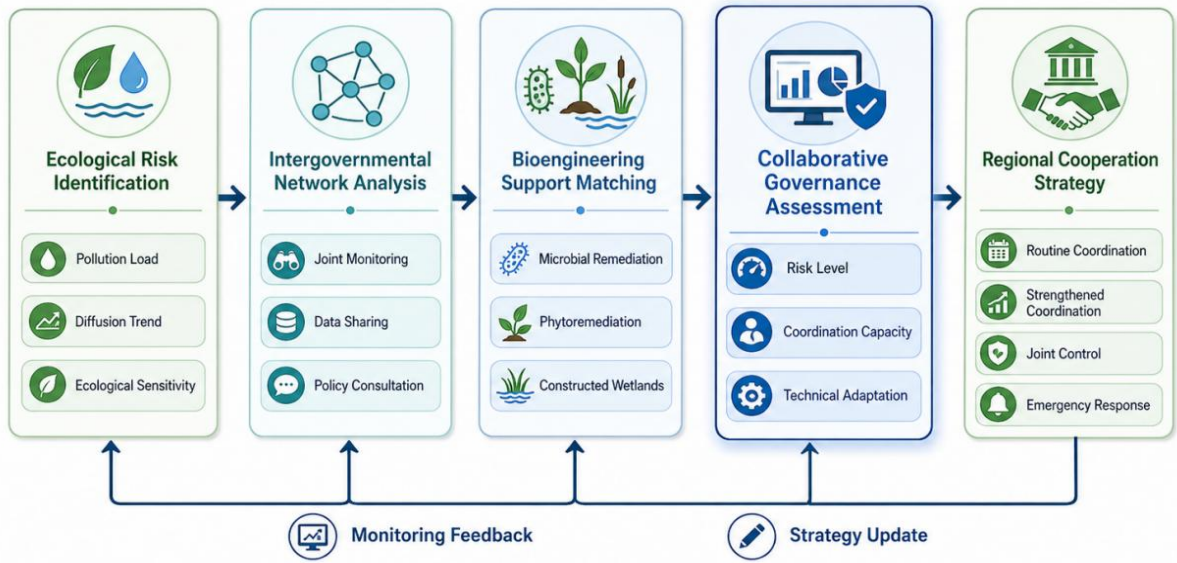 Ecological Risk
Identification
Pollution Load
Diffusion Trend
Ecological Sensitivity
Intergovernmental
Network Analysis
Joint Monitoring
Data Sharing
Policy Consultation
Bioengineering
Support Matching
Microbial Remediation
Phytoremediation
Constructed Wetlands
Collaborative
Governance
Assessment
Risk Level
Coordination Capacity
Technical Adaptation
Regional Cooperation
Strategy
Routine Coordination
Strengthened
Coordination
Joint Control
Emergency Response
Monitoring Feedback
Strategy Update